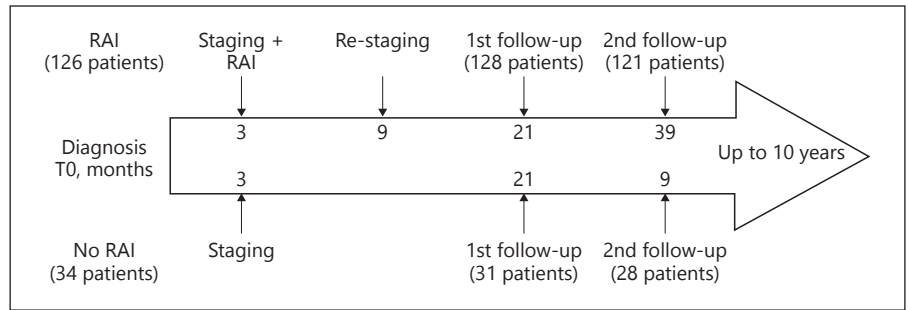 RAI
(126 patients)
Staging +
RAI
Re-staging
1st follow-up
(128 patients)
2nd follow-up
(121 patients)
3
9
21
39
Diagnosis
T0, months
Up to 10 years
3
21
9
No RAI
(34 patients)
Staging
1st follow-up
(31 patients)
2nd follow-up
(28 patients)